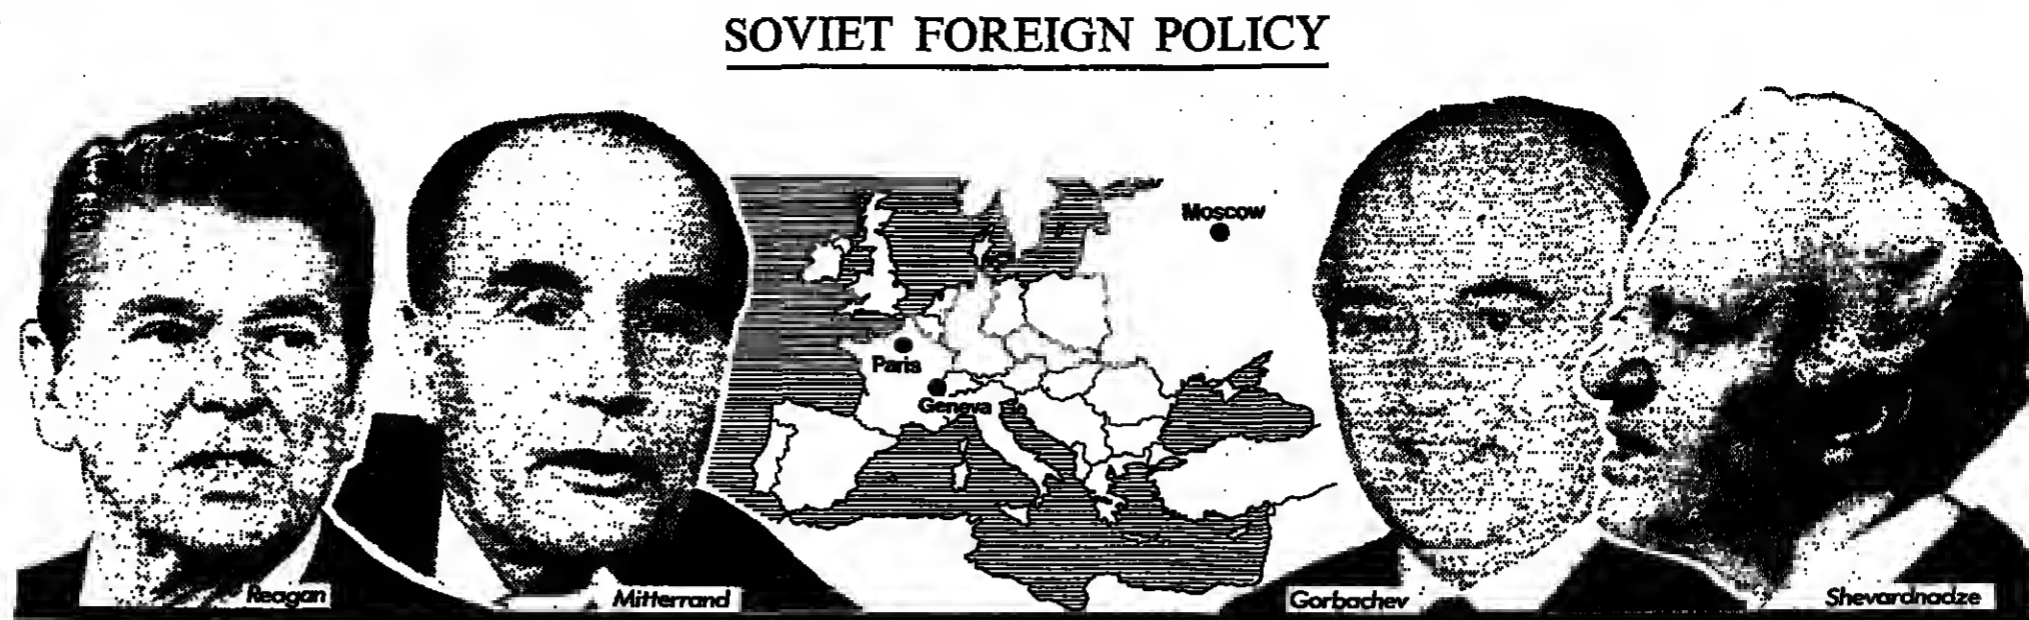 SOVIET FOREIGN POLICY
Moscow
Paris
Geneva
Reagan
Mitterrand
Gorbachev
Shevardnadze